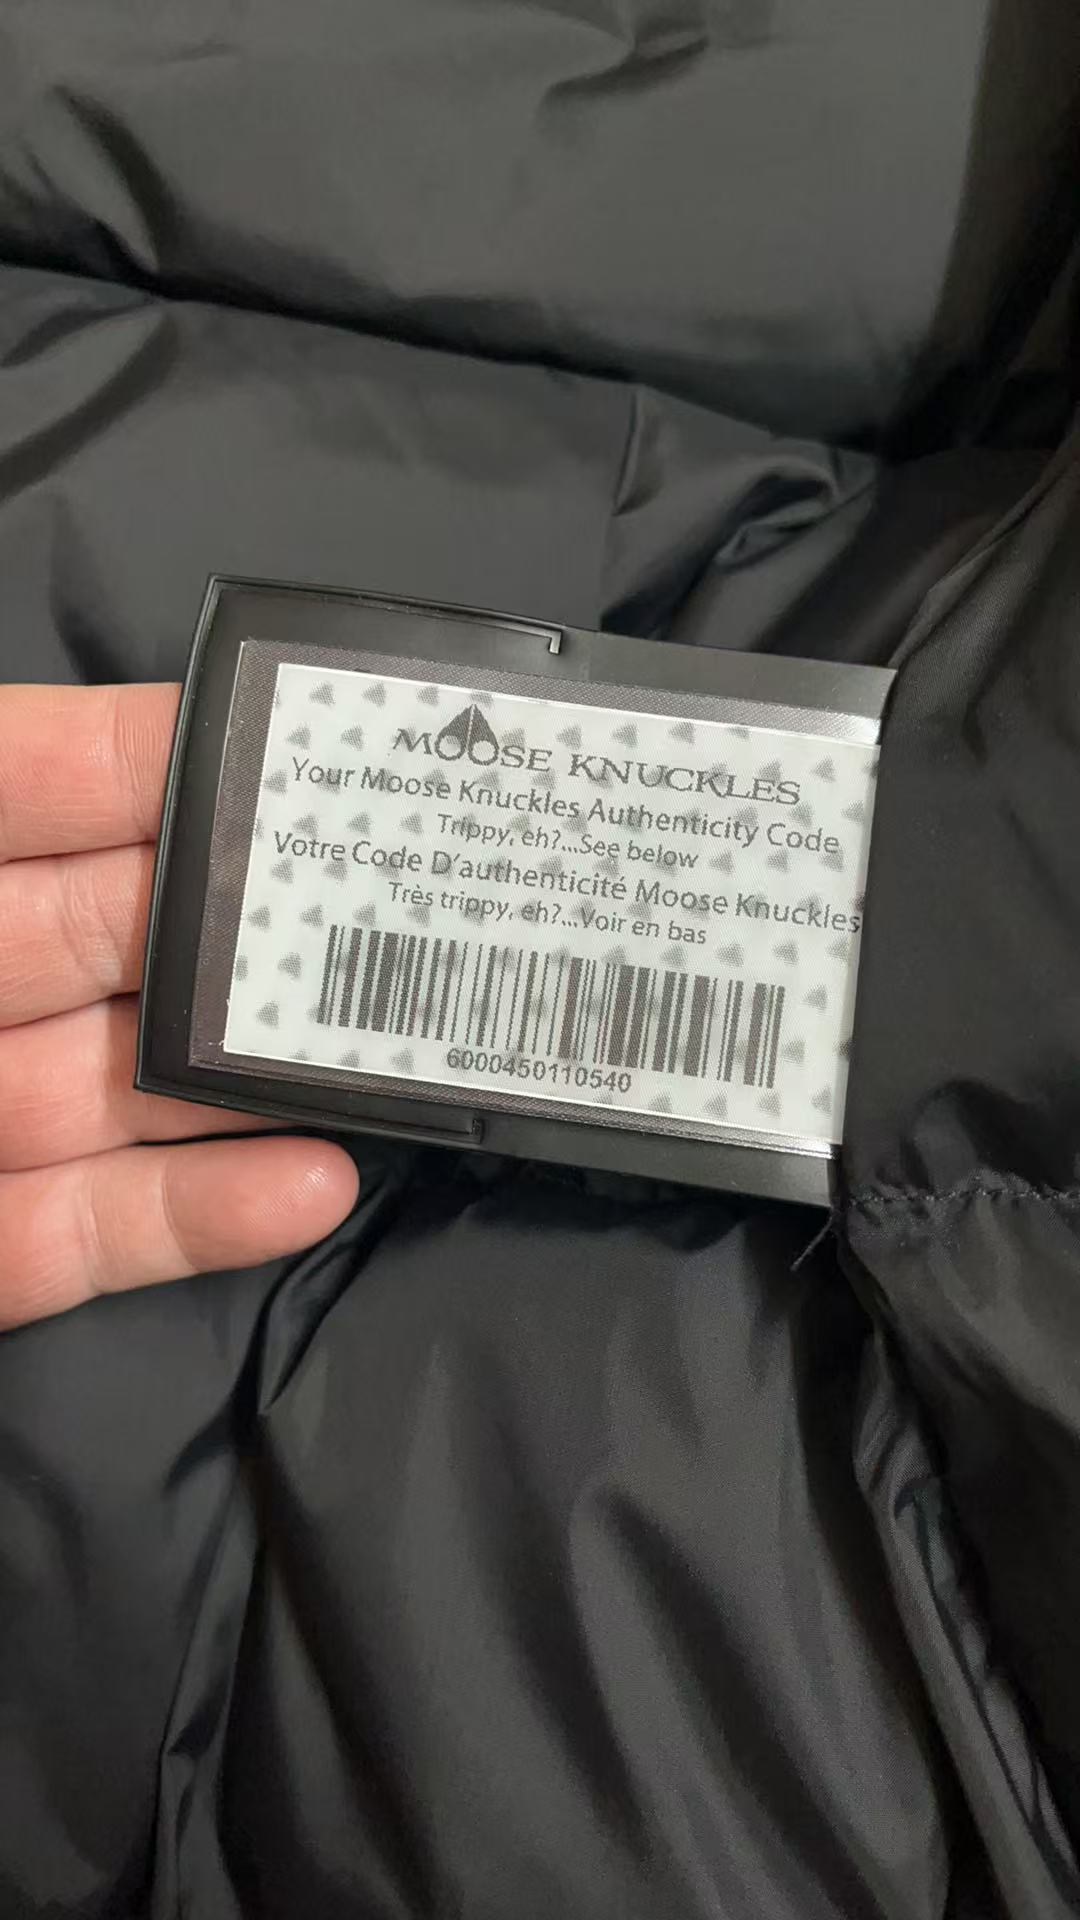 MOOSE KNUCKLES
Your Moose Knuckles Authenticity Code
Trippy, eh?...See below
Votre Code D'authenticité Moose Knuckles
Très trippy, eh?...Voir en bas
6000450110540